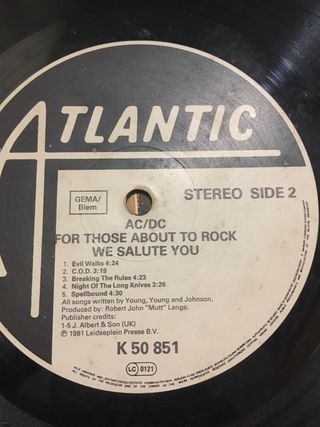 ATLANTIC
GEMA/
Biem
STEREO SIDE 2
AC/DC
FOR THOSE ABOUT TO ROCK
WE SALUTE YOU
1. Evil Walks 4:24
2. C.O.D. 3:19
3. Breaking The Rules 4:23
4. Night Of The Long Knives 3:26
5. Spellbound 4:30
All songs written by Young, Young and Johnson.
Produced by: Robert John "Mutt" Lange.
Publisher credits:
1-5 J. Albert & Son (UK)
℗ 1981 Leidseplein Presse B.V.
K 50 851
LC 0121